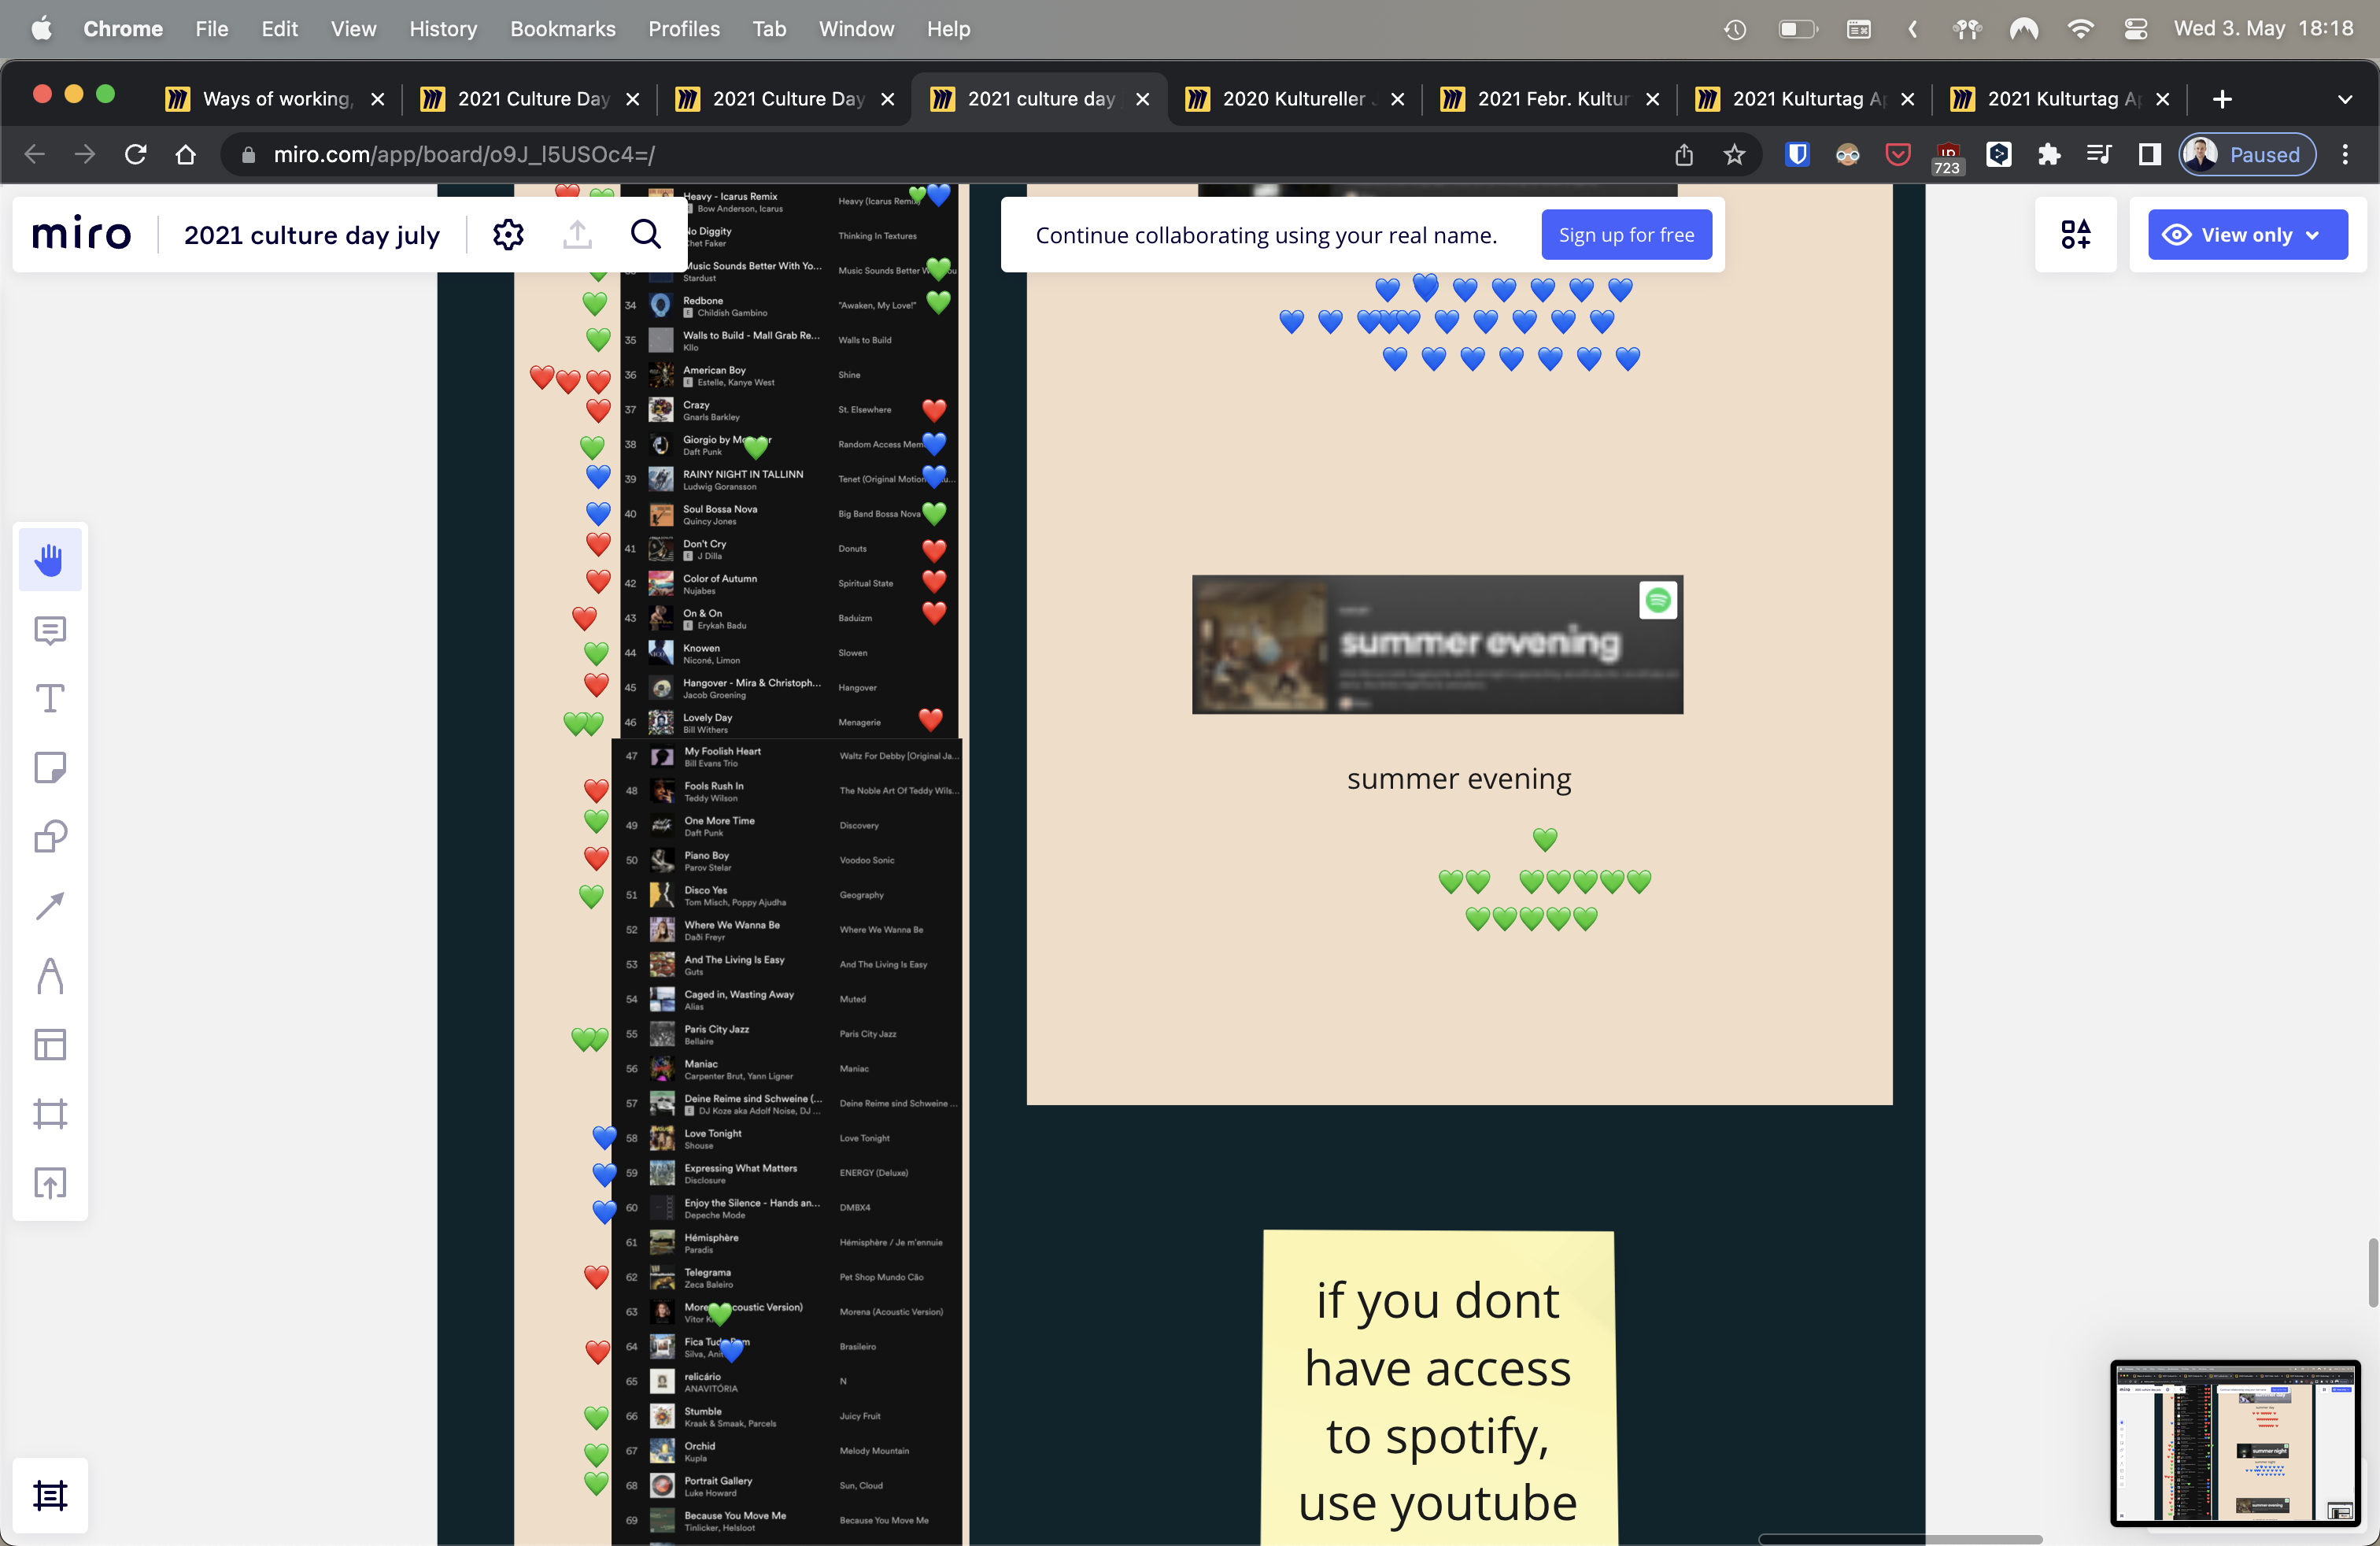 Chrome File Edit View History Bookmarks Profiles Tab Window Help Wed 3. May 18:18
Ways of working, 2021 Culture Day 2021 Culture Day 2021 culture day 2020 Kultureller 2021 Febr. Kultur 2021 Kulturtag 2021 Kulturtag
miro.com/app/board/o9J_l5USOc4=/ 723 Paused
miro 2021 culture day july
Continue collaborating using your real name. Sign up for free
View only
Heavy - Icarus Remix
Bow Anderson, Icarus
Heavy (Icarus Remix)
No Diggity
Chet Faker
Thinking In Textures
Music Sounds Better With Yo...
Stardust
Music Sounds Better
34 Redbone
E Childish Gambino
"Awaken, My Love!"
35 Walls to Build - Mall Grab Re...
Kllo
Walls to Build
36 American Boy
E Estelle, Kanye West
Shine
37 Crazy
Gnarls Barkley
St. Elsewhere
38 Giorgio by
Daft Punk
Random Access Mem
39 RAINY NIGHT IN TALLINN
Ludwig Goransson
Tenet (Original Motion
40 Soul Bossa Nova
Quincy Jones
Big Band Bossa Nova
41 Don't Cry
E J Dilla
Donuts
42 Color of Autumn
Nujabes
Spiritual State
43 On & On
E Erykah Badu
Baduizm
44 Knowen
Niconé, Limon
Slowen
45 Hangover - Mira & Christoph...
Jacob Groening
Hangover
46 Lovely Day
Bill Withers
Menagerie
47 My Foolish Heart
Bill Evans Trio
Waltz For Debby [Original Ja...
48 Fools Rush In
Teddy Wilson
The Noble Art Of Teddy Wils...
49 One More Time
Daft Punk
Discovery
50 Piano Boy
Parov Stelar
Voodoo Sonic
51 Disco Yes
Tom Misch, Poppy Ajudha
Geography
52 Where We Wanna Be
Daði Freyr
Where We Wanna Be
53 And The Living Is Easy
Guts
And The Living Is Easy
54 Caged in, Wasting Away
Alias
Muted
55 Paris City Jazz
Bellaire
Paris City Jazz
56 Maniac
Carpenter Brut, Yann Ligner
Maniac
57 Deine Reime sind Schweine (...
E DJ Koze aka Adolf Noise, DJ ...
Deine Reime sind Schweine ...
58 Love Tonight
Shouse
Love Tonight
59 Expressing What Matters
Disclosure
ENERGY (Deluxe)
60 Enjoy the Silence - Hands an...
Depeche Mode
DMBX4
61 Hémisphère
Paradis
Hémisphère / Je m'ennuie
62 Telegrama
Zeca Baleiro
Pet Shop Mundo Cão
63 coustic Version)
Vitor
Morena (Acoustic Version)
64 Fica
Silva,
Brasileiro
65 relicário
ANAVITÓRIA
N
66 Stumble
Kraak & Smaak, Parcels
Juicy Fruit
67 Orchid
Kupla
Melody Mountain
68 Portrait Gallery
Luke Howard
Sun, Cloud
69 Because You Move Me
Tinlicker, Helsloot
Because You Move Me
summer evening
summer evening
if you dont
have access
to spotify,
use youtube